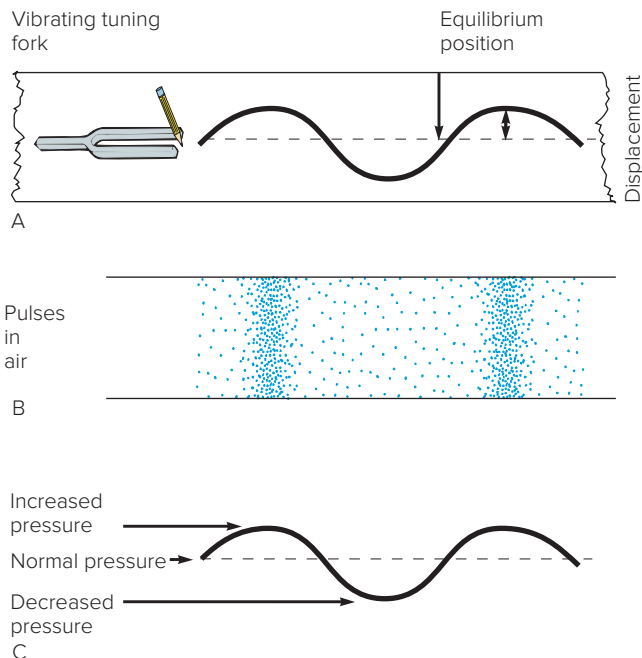 Vibrating tuning
fork
Equilibrium
position
Displacement
A
Pulses
in
air
B
Increased
pressure
Normal pressure
Decreased
pressure
C